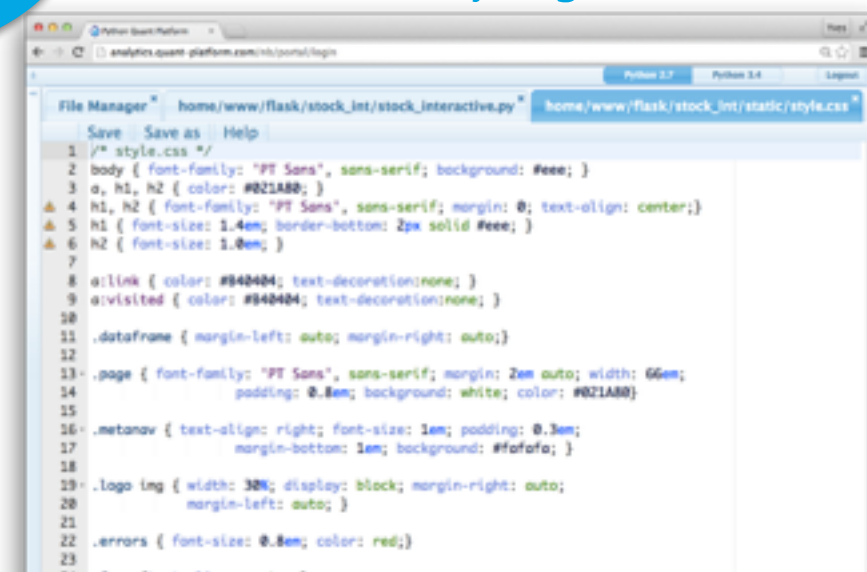 Python Quant Platform
Yves
analytics.quant-platform.com/nb/portal/login
Python 2.7 Python 3.4 Logout
File Manager home/www/flask/stock_int/stock_interactive.py home/www/flask/stock_int/static/style.css
Save Save as Help
1 /* style.css */
2 body { font-family: "PT Sans", sans-serif; background: #eee; }
3 a, h1, h2 { color: #021A80; }
4 h1, h2 { font-family: "PT Sans", sans-serif; margin: 0; text-align: center;}
5 h1 { font-size: 1.4em; border-bottom: 2px solid #eee; }
6 h2 { font-size: 1.0em; }
7
8 a:link { color: #B40404; text-decoration:none; }
9 a:visited { color: #B40404; text-decoration:none; }
10
11 .dataframe { margin-left: auto; margin-right: auto;}
12
13 .page { font-family: "PT Sans", sans-serif; margin: 2em auto; width: 66em;
14 padding: 0.8em; background: white; color: #021A80}
15
16 .metanav { text-align: right; font-size: 1em; padding: 0.3em;
17 margin-bottom: 1em; background: #fafafa; }
18
19 .logo img { width: 30%; display: block; margin-right: auto;
20 margin-left: auto; }
21
22 .errors { font-size: 0.8em; color: red;}
23